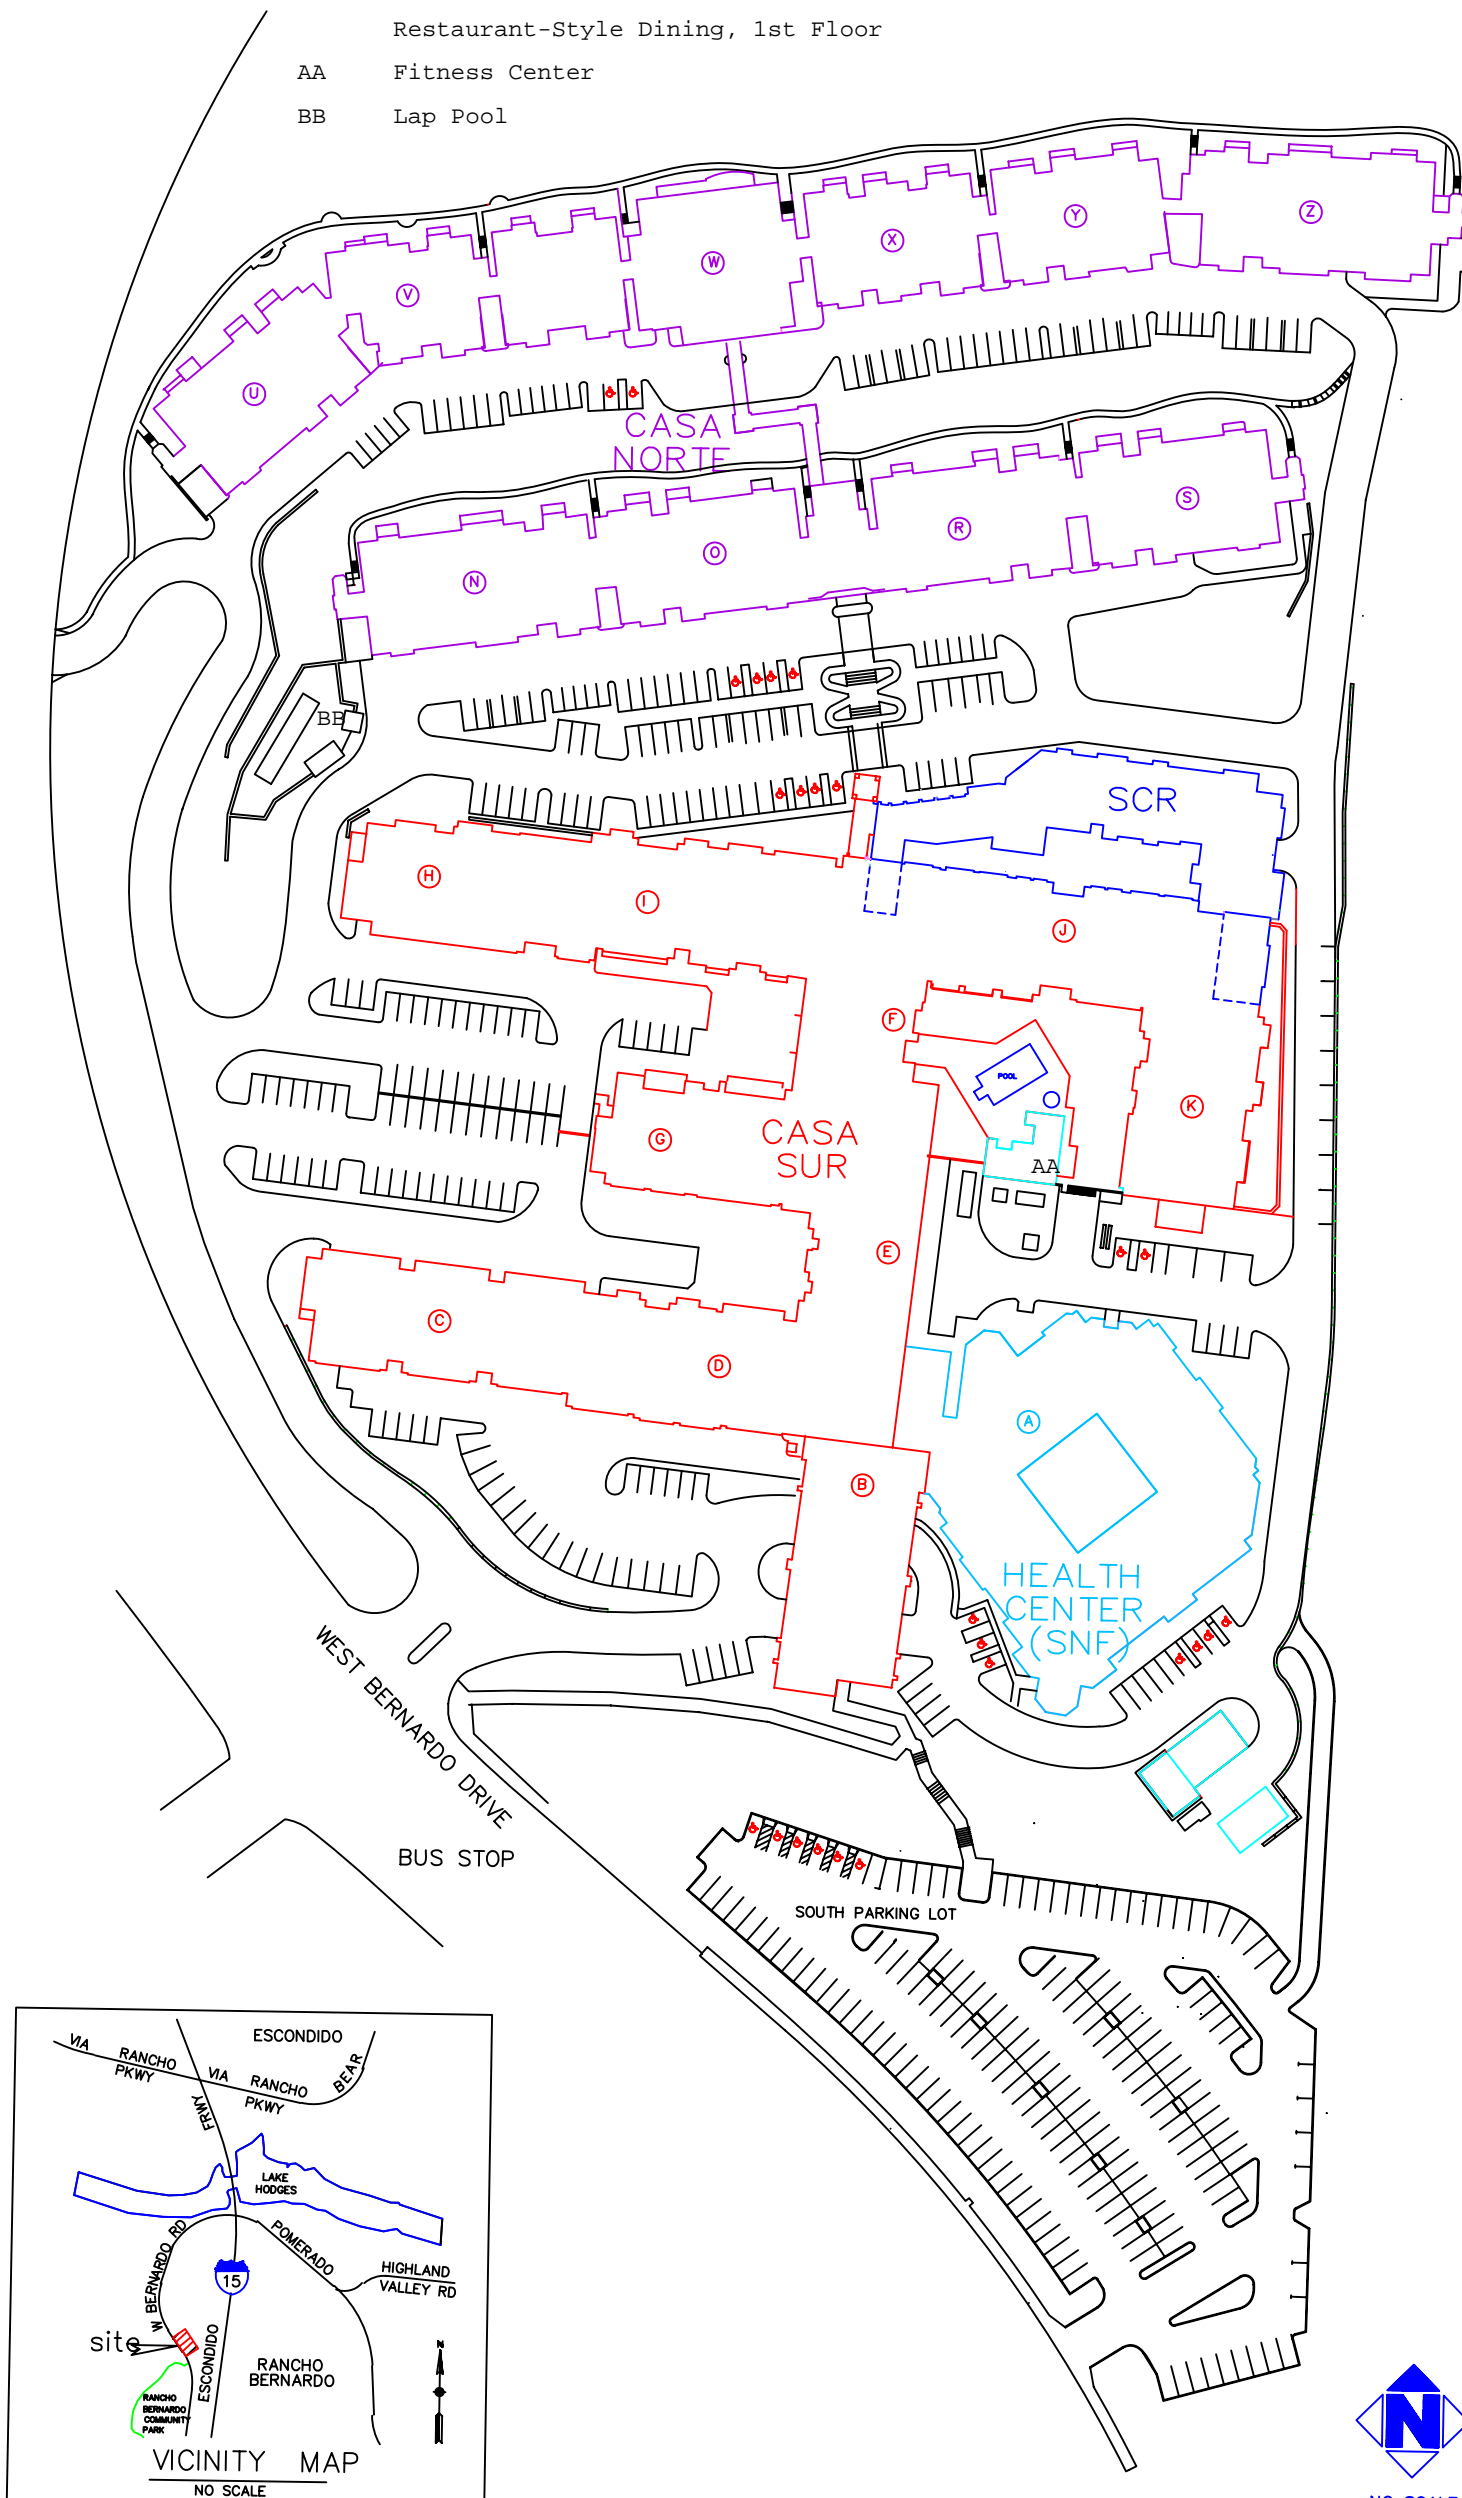 Restaurant-Style Dining, 1st Floor
AA Fitness Center
BB Lap Pool
Z
Y
X
W
V
U
CASA
NORTE
S
R
O
N
BB
SCR
H
I
J
F
POOL
K
G
CASA
SUR
AA
E
C
D
A
B
HEALTH
CENTER
(SNF)
WEST BERNARDO DRIVE
BUS STOP
SOUTH PARKING LOT
ESCONDIDO
VIA RANCHO
PKWY
VIA RANCHO
PKWY
BEAR
FRWY
LAKE
HODGES
W BERNARDO RD
POMERADO
HIGHLAND
VALLEY RD
15
site
ESCONDIDO
RANCHO
BERNARDO
RANCHO
BERNARDO
COMMUNITY
PARK
N
VICINITY MAP
NO SCALE
N